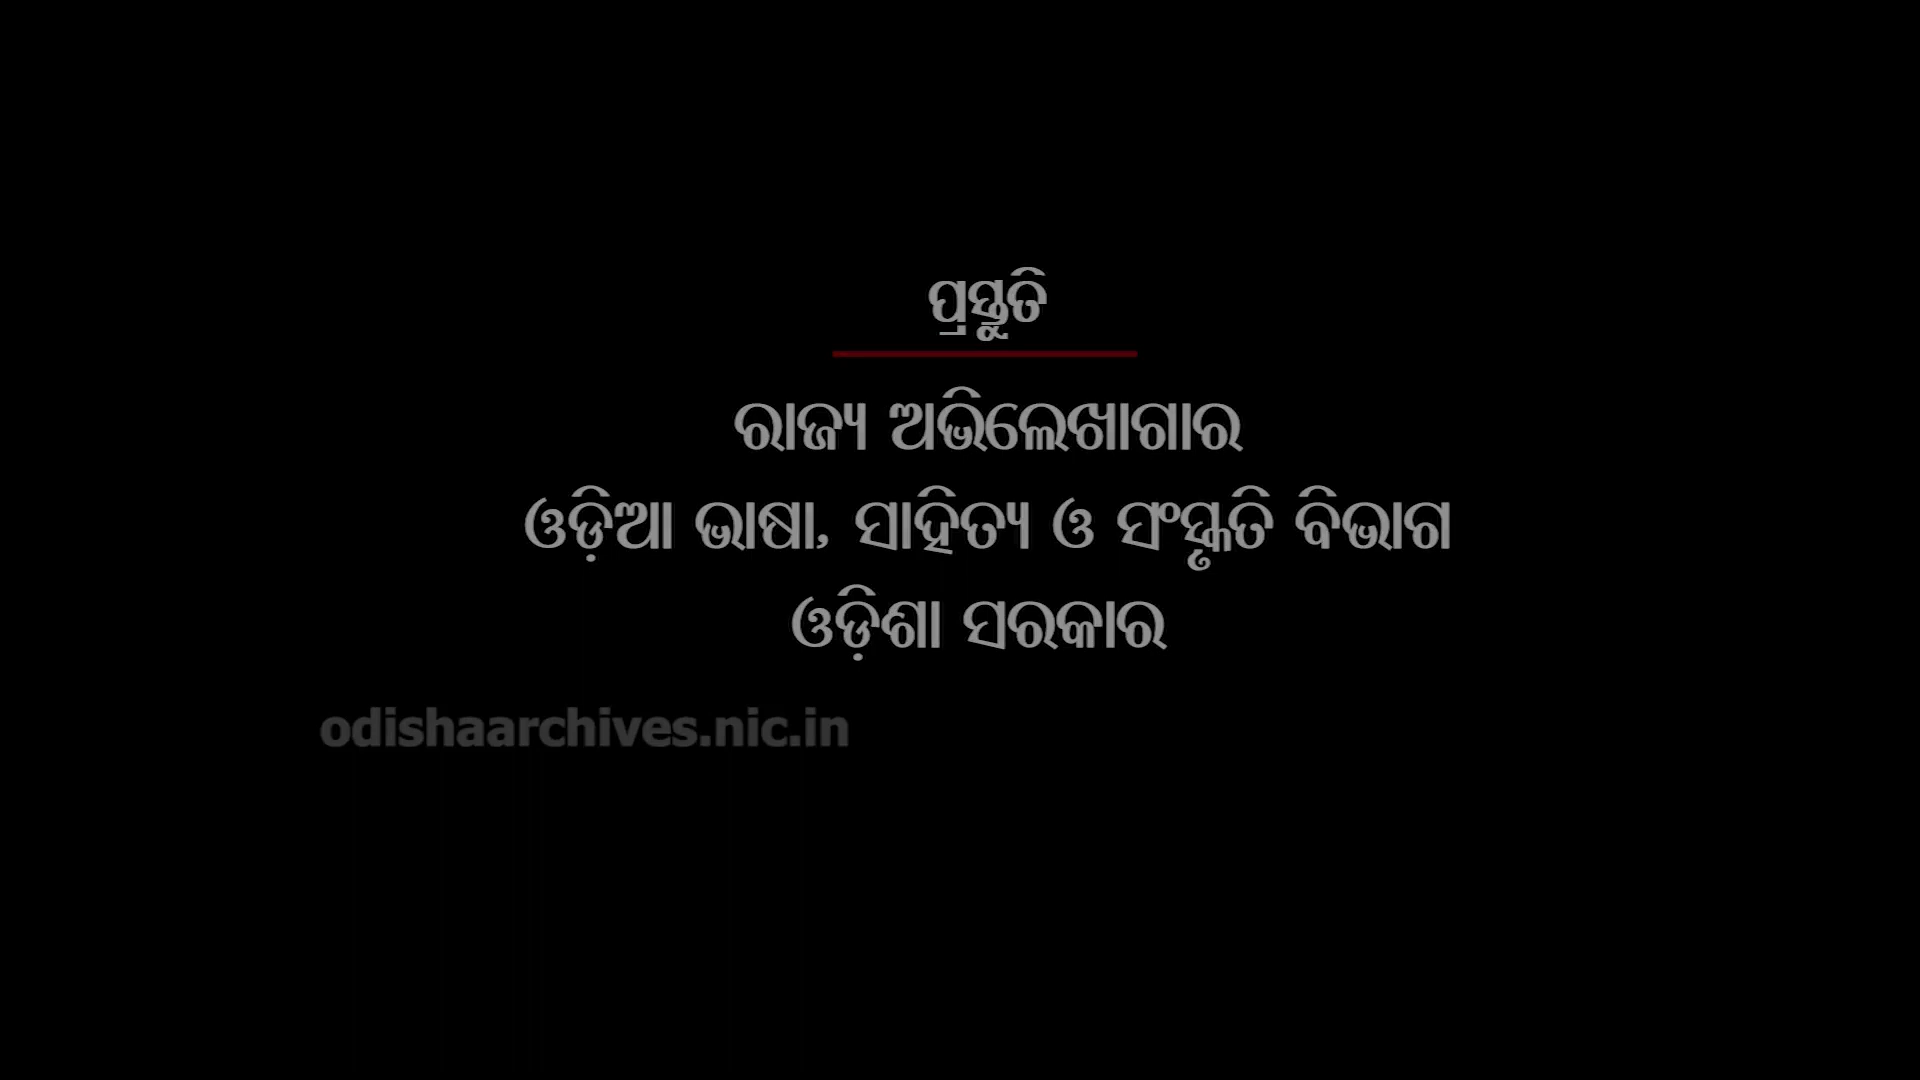 ପ୍ରସ୍ତୁତି
ରାଜ୍ୟ ଅଭିଲେଖାଗାର
ଓଡ଼ିଆ ଭାଷା, ସାହିତ୍ୟ ଓ ସଂସ୍କୃତି ବିଭାଗ
ଓଡ଼ିଶା ସରକାର
odishaarchives.nic.in